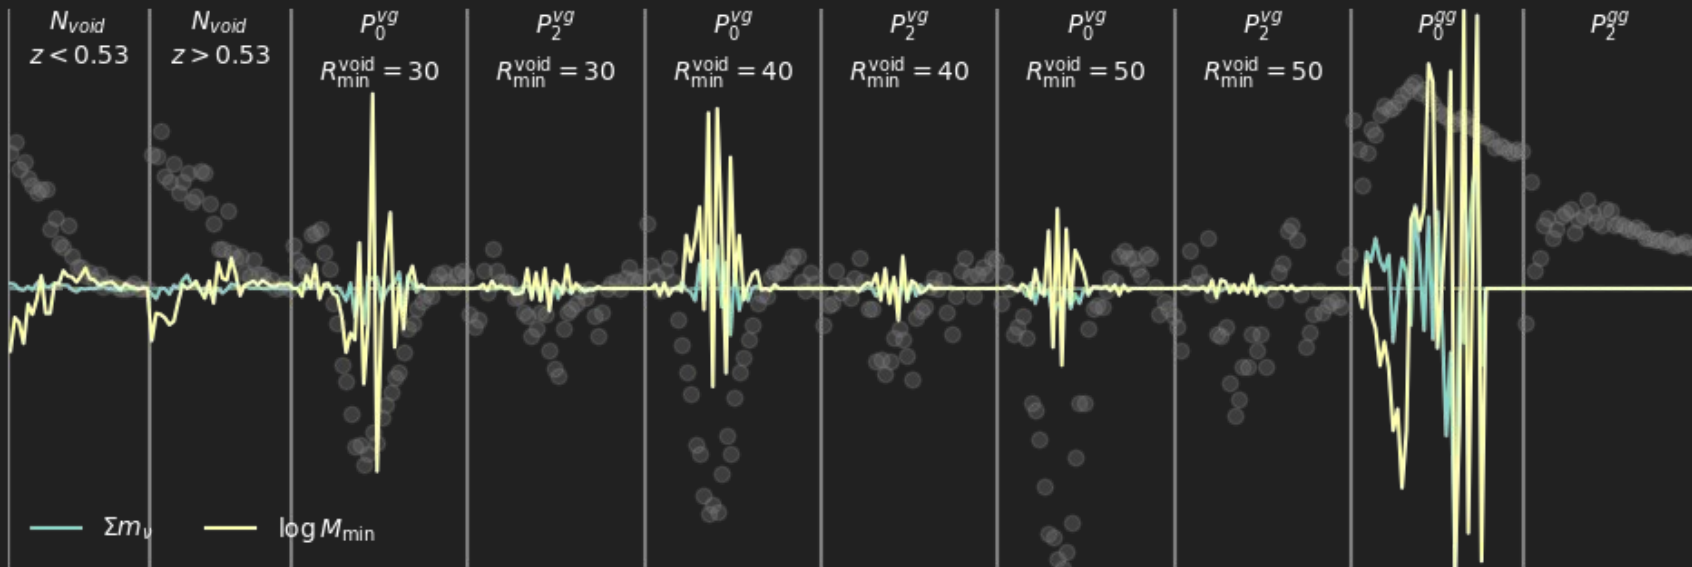 N_void
z < 0.53
N_void
z > 0.53
P_0^vg
R_min^void = 30
P_2^vg
R_min^void = 30
P_0^vg
R_min^void = 40
P_2^vg
R_min^void = 40
P_0^vg
R_min^void = 50
P_2^vg
R_min^void = 50
P_0^gg
P_2^gg
Σm_ν
log M_min